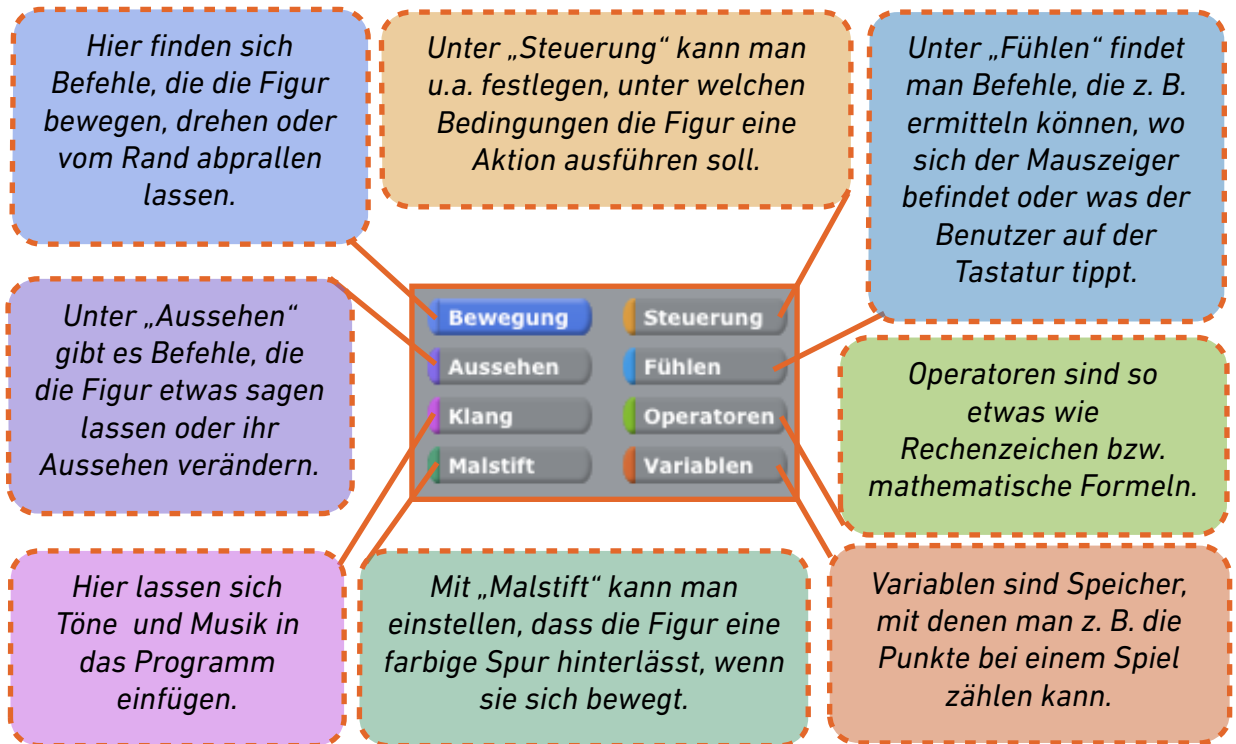 Hier finden sich
Befehle, die die Figur
bewegen, drehen oder
vom Rand abprallen
lassen.
Unter „Steuerung“ kann man
u.a. festlegen, unter welchen
Bedingungen die Figur eine
Aktion ausführen soll.
Unter „Fühlen“ findet
man Befehle, die z. B.
ermitteln können, wo
sich der Mauszeiger
befindet oder was der
Benutzer auf der
Tastatur tippt.
Unter „Aussehen“
gibt es Befehle, die
die Figur etwas sagen
lassen oder ihr
Aussehen verändern.
Bewegung
Steuerung
Aussehen
Fühlen
Klang
Operatoren
Malstift
Variablen
Operatoren sind so
etwas wie
Rechenzeichen bzw.
mathematische Formeln.
Hier lassen sich
Töne  und Musik in
das Programm
einfügen.
Mit „Malstift“ kann man
einstellen, dass die Figur eine
farbige Spur hinterlässt, wenn
sie sich bewegt.
Variablen sind Speicher,
mit denen man z. B. die
Punkte bei einem Spiel
zählen kann.